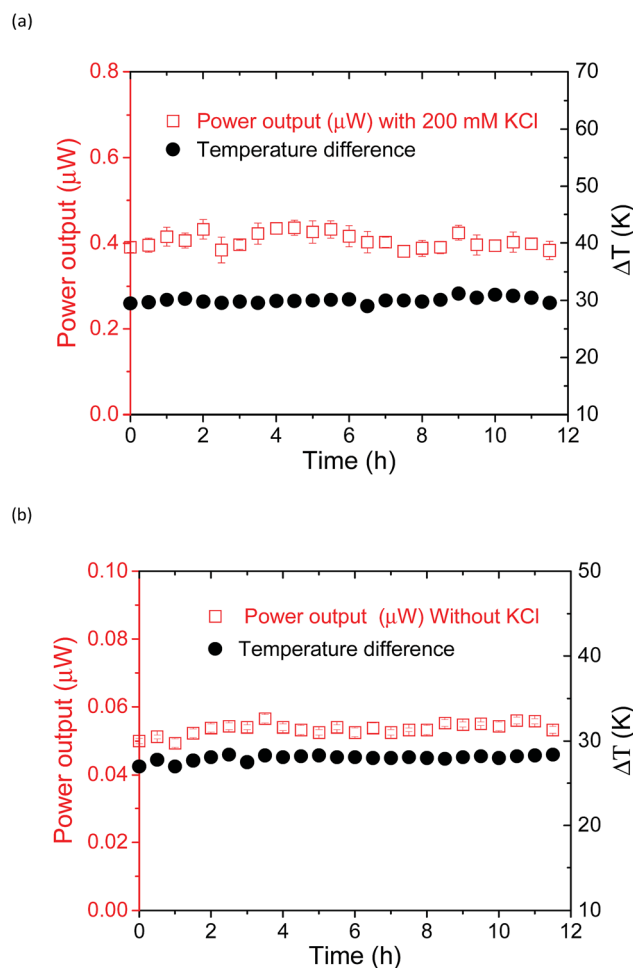 (a)
0.8
0.6
0.4
0.2
0.0
Power output (μW)
70
60
50
40
30
20
10
ΔT (K)
Power output (μW) with 200 mM KCl
Temperature difference
0 2 4 6 8 10 12
Time (h)
(b)
0.10
0.08
0.06
0.04
0.02
0.00
Power output (μW)
50
40
30
20
10
ΔT (K)
Power output (μW) Without KCl
Temperature difference
0 2 4 6 8 10 12
Time (h)